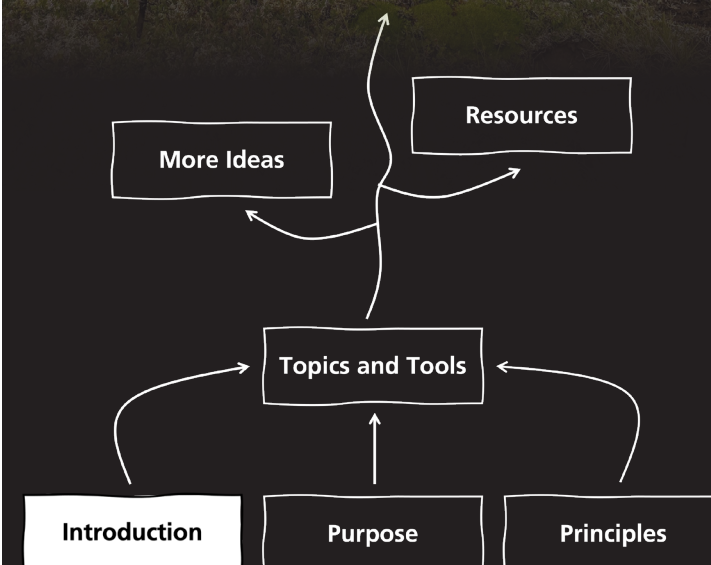 Resources
More Ideas
Topics and Tools
Introduction
Purpose
Principles